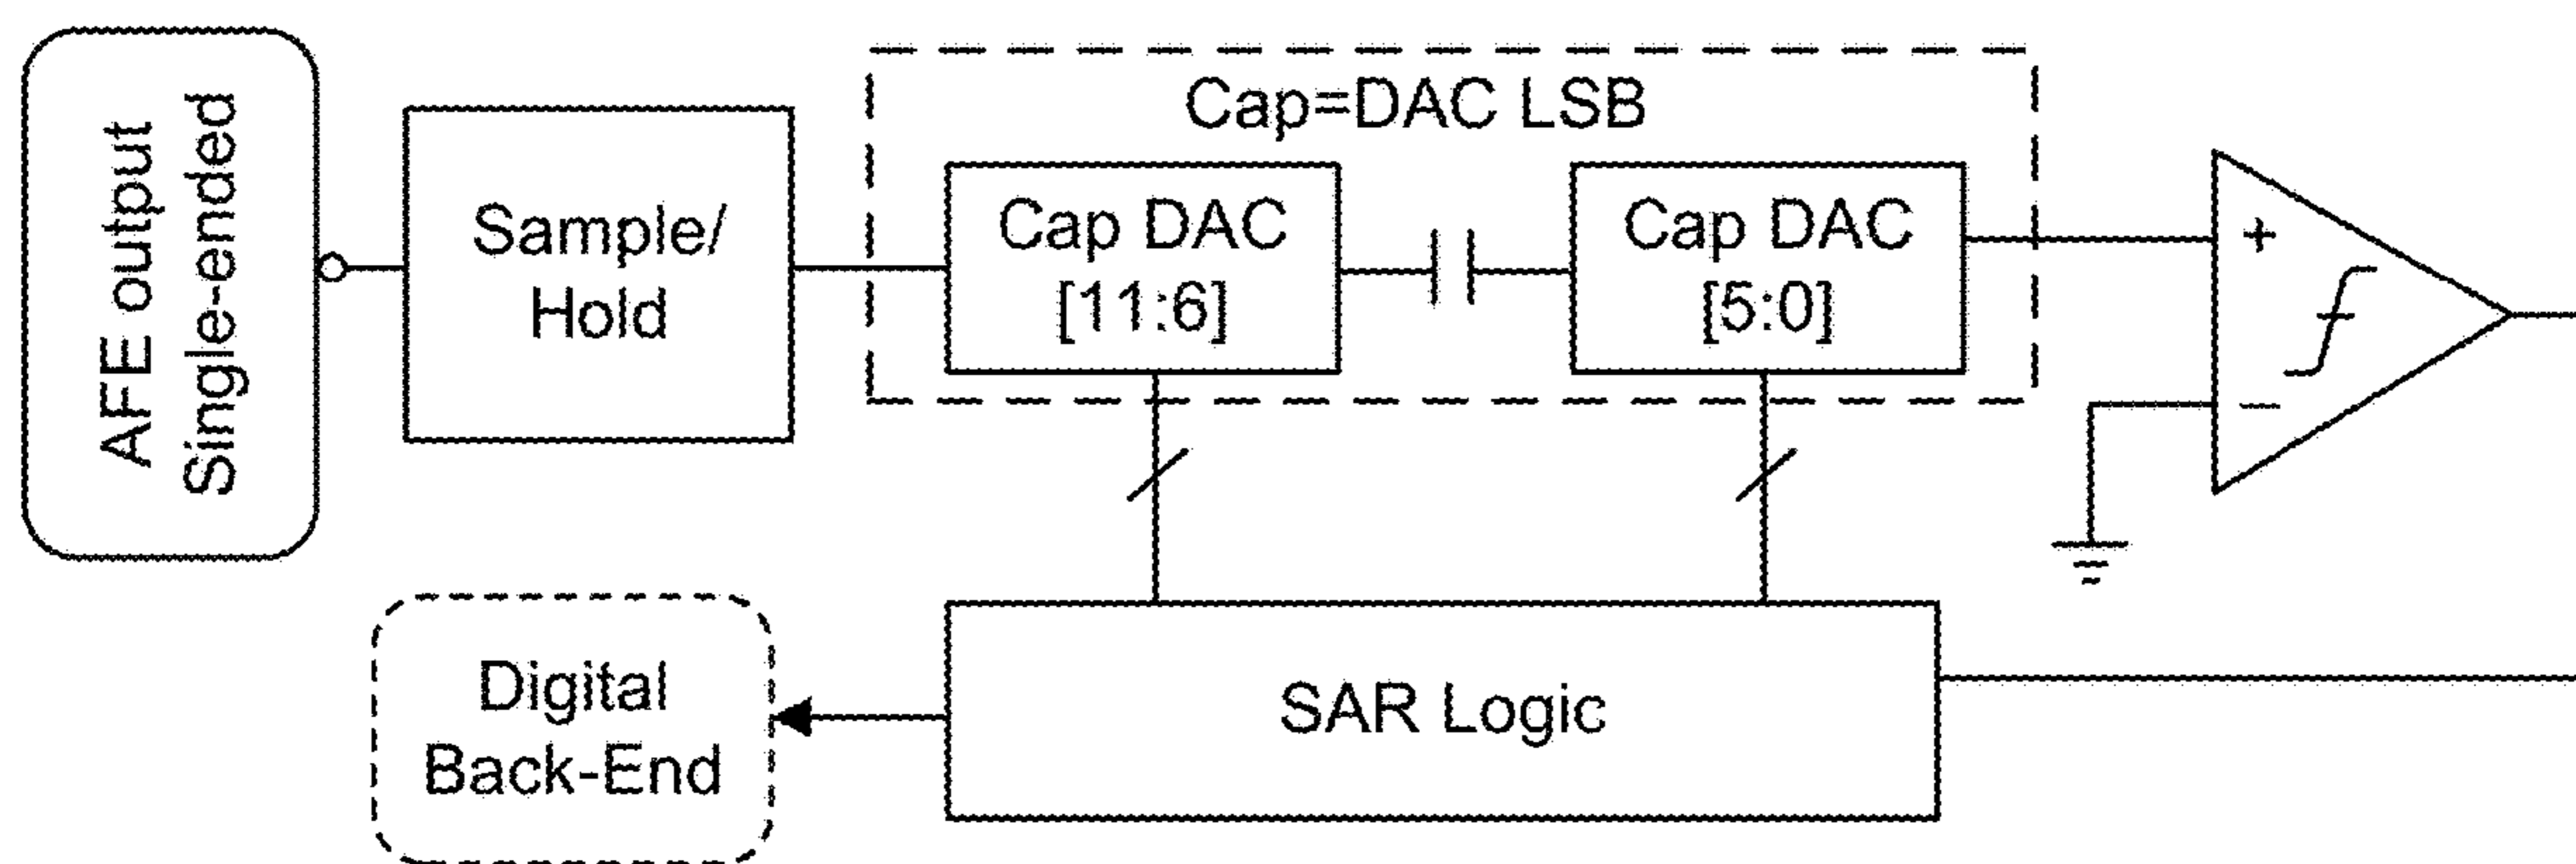 AFE output
Single-ended
Sample/
Hold
Cap=DAC LSB
Cap DAC
[11:6]
Cap DAC
[5:0]
+
−
Digital
Back-End
SAR Logic